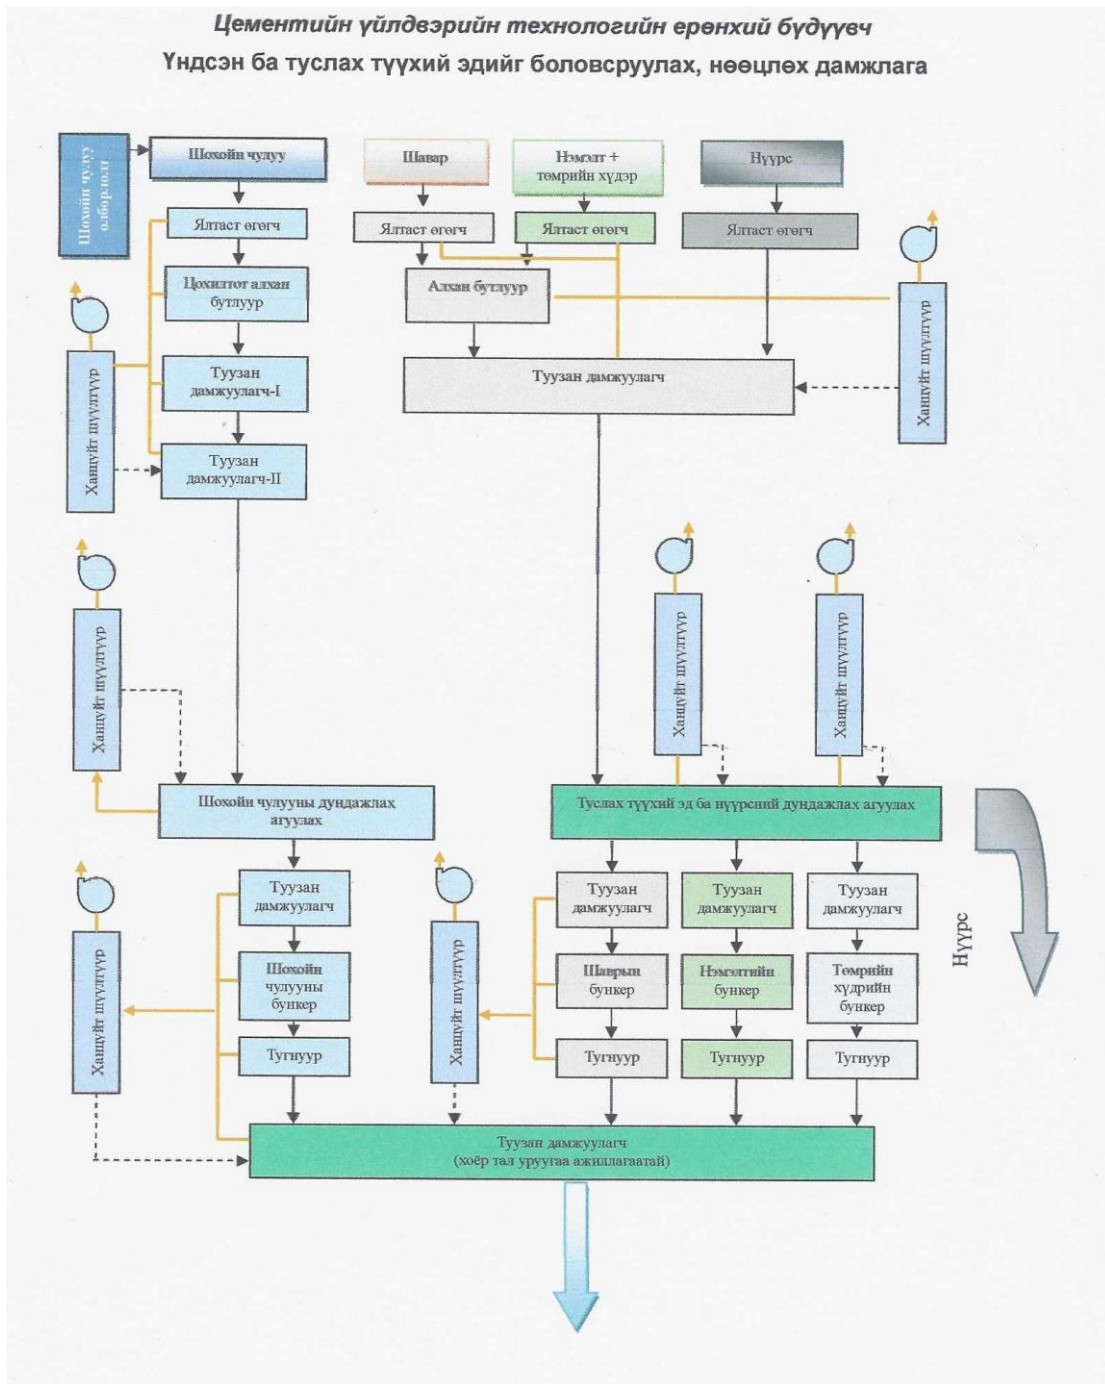 Цементийн үйлдвэрийн технологийн ерөнхий бүдүүвч
Үндсэн ба туслах түүхий эдийг боловсруулах, нөөцлөх дамжлага
Шохойн чулуу
олборлолт
Шохойн чулуу
Шавар
Нэмэлт +
төмрийн хүдэр
Нүүрс
Ялтаст өгөгч
Ялтаст өгөгч
Ялтаст өгөгч
Ялтаст өгөгч
Цохилтот алхан
бутлуур
Алхан бутлуур
Ханцуйт шүүлтүүр
Туузан
дамжуулагч-I
Туузан дамжуулагч
Ханцуйт шүүлтүүр
Туузан
дамжуулагч-II
Ханцуйт шүүлтүүр
Ханцуйт шүүлтүүр
Ханцуйт шүүлтүүр
Шохойн чулууны дундажлах
агуулах
Туслах түүхий эд ба нүүрсний дундажлах агуулах
Нүүрс
Ханцуйт шүүлтүүр
Туузан
дамжуулагч
Ханцуйт шүүлтүүр
Туузан
дамжуулагч
Туузан
дамжуулагч
Туузан
дамжуулагч
Шохойн
чулууны
бункер
Шаврын
бункер
Нэмэлтийн
бункер
Төмрийн
хүдрийн
бункер
Тугнуур
Тугнуур
Тугнуур
Тугнуур
Туузан дамжуулагч
(хоёр тал уруугаа ажиллагаатай)